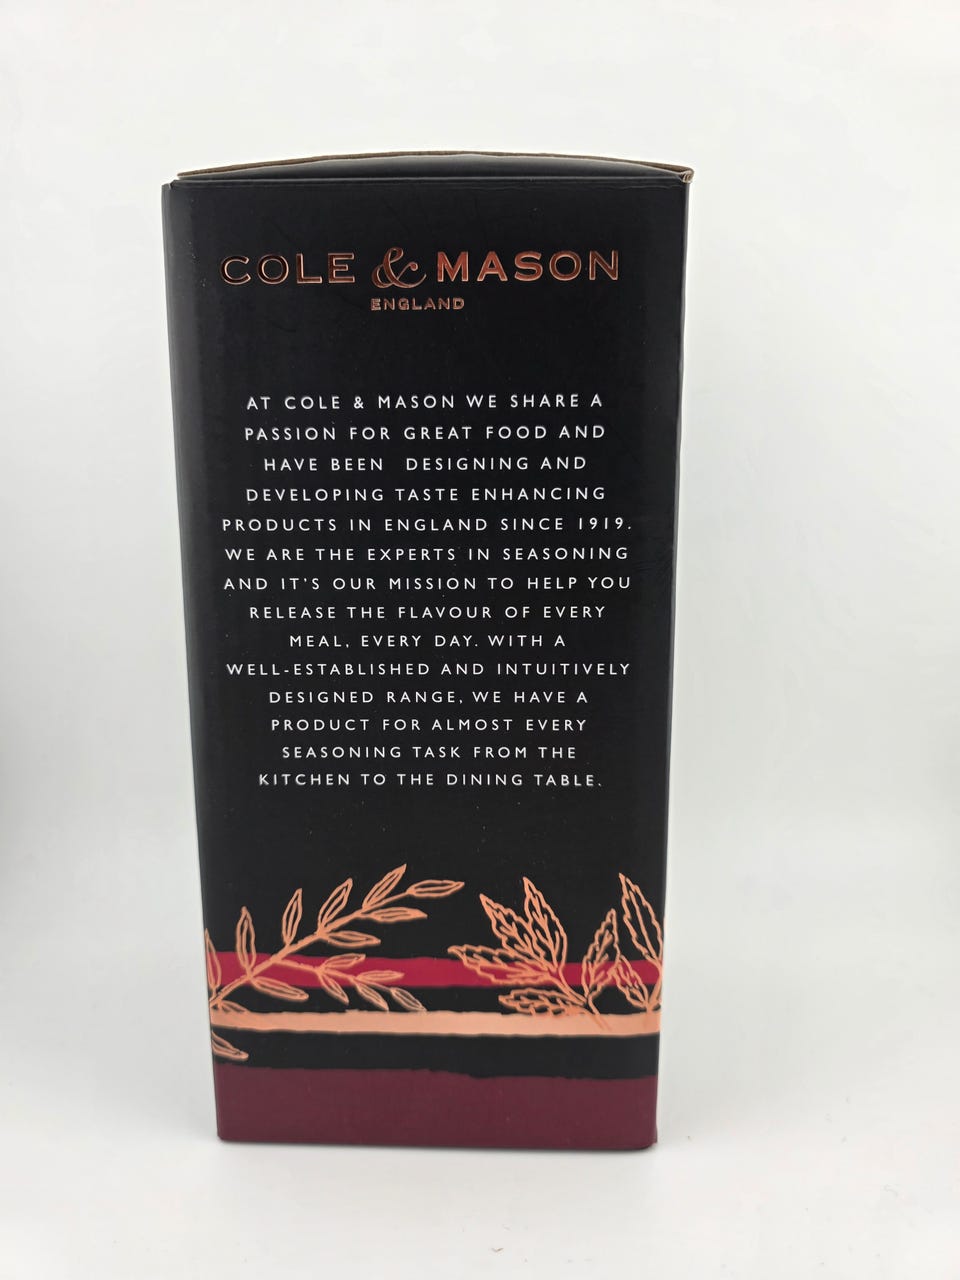 COLE & MASON
ENGLAND
AT COLE & MASON WE SHARE A
PASSION FOR GREAT FOOD AND
HAVE BEEN DESIGNING AND
DEVELOPING TASTE ENHANCING
PRODUCTS IN ENGLAND SINCE 1919.
WE ARE THE EXPERTS IN SEASONING
AND IT'S OUR MISSION TO HELP YOU
RELEASE THE FLAVOUR OF EVERY
MEAL, EVERY DAY. WITH A
WELL-ESTABLISHED AND INTUITIVELY
DESIGNED RANGE, WE HAVE A
PRODUCT FOR ALMOST EVERY
SEASONING TASK FROM THE
KITCHEN TO THE DINING TABLE.